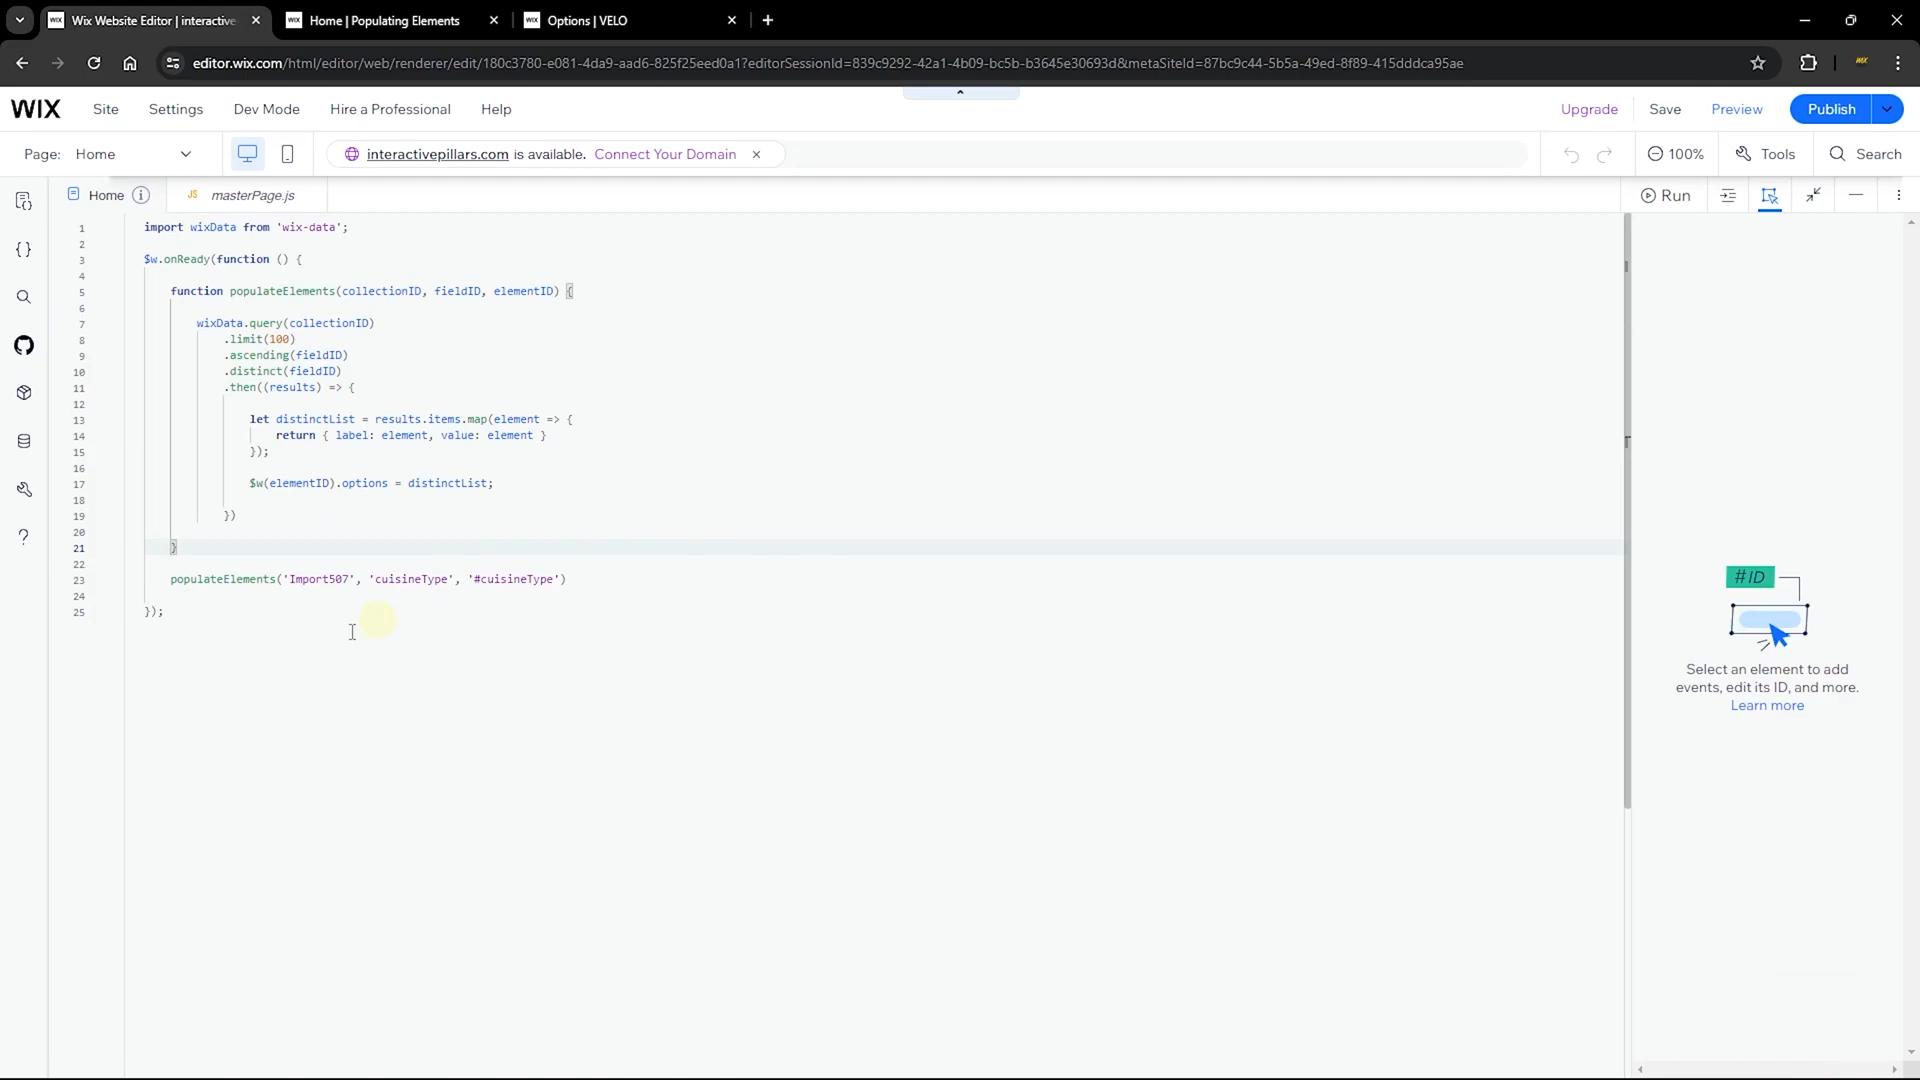 Wix Website Editor | interactive
Home | Populating Elements
Options | VELO
editor.wix.com/html/editor/web/renderer/edit/180c3780-e081-4da9-aad6-825f25eed0a1?editorSessionId=839c9292-42a1-4b09-bc5b-b3645e30693d&metaSiteId=87bc9c44-5b5a-49ed-8f89-415dddca95ae
WIX
Site
Settings
Dev Mode
Hire a Professional
Help
Upgrade
Save
Preview
Publish
Page: Home
interactivepillars.com is available. Connect Your Domain
100%
Tools
Search
Home
JS masterPage.js
Run
1 import wixData from 'wix-data';
2
3 $w.onReady(function () {
4
5 function populateElements(collectionID, fieldID, elementID) {
6
7 wixData.query(collectionID)
8 .limit(100)
9 .ascending(fieldID)
10 .distinct(fieldID)
11 .then((results) => {
12
13 let distinctList = results.items.map(element => {
14 return { label: element, value: element }
15 });
16
17 $w(elementID).options = distinctList;
18
19 })
20
21 }
22
23 populateElements('Import507', 'cuisineType', '#cuisineType')
24
25 });
#ID
Select an element to add
events, edit its ID, and more.
Learn more